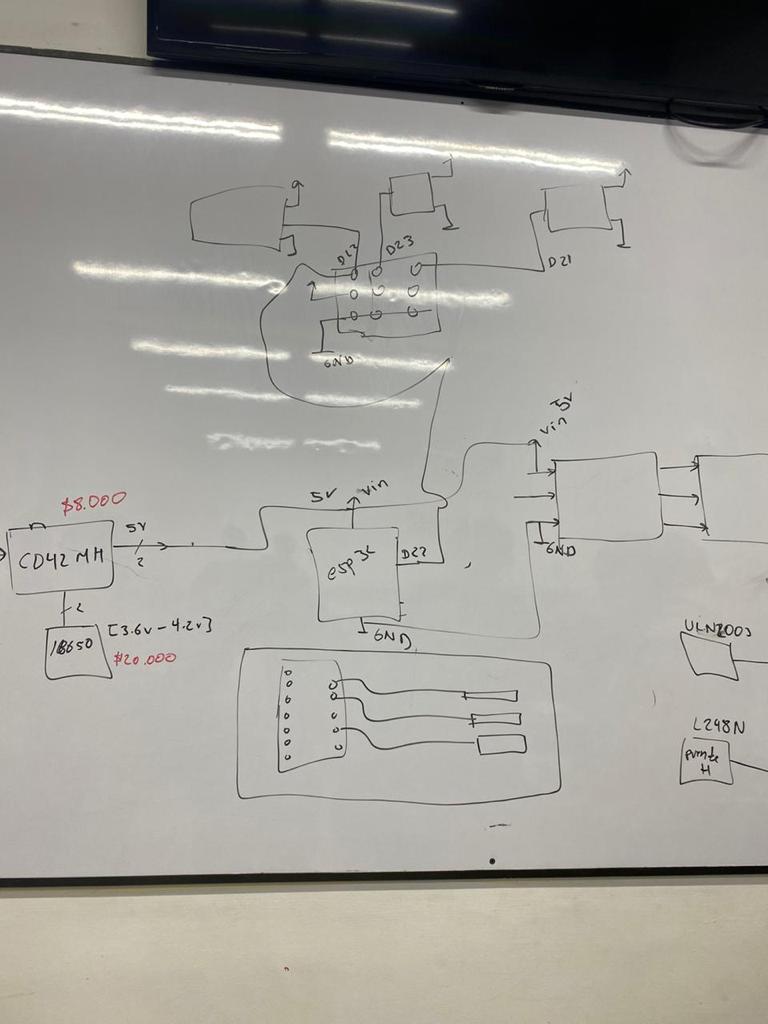 D23
D21
GND
Vin 5v
$8.000
5V
Vin
5V
2
CD42 MH
esp32
D22
GND
2
18650
[3.6v-4.2v]
$20.000
GND
ULN2003
L298N
puente
H